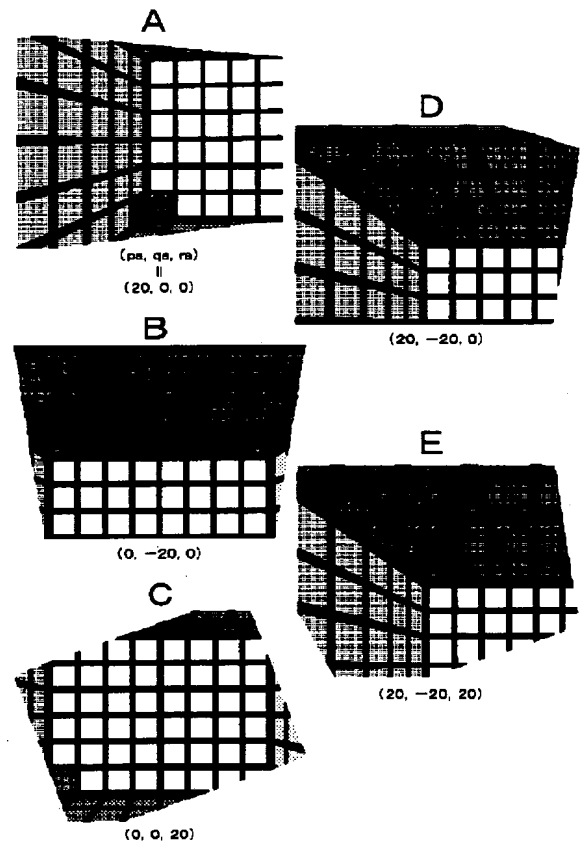 A
(pa, qa, ra)
॥
(20, 0, 0)
B
(0, −20, 0)
C
(0, 0, 20)
D
(20, −20, 0)
E
(20, −20, 20)